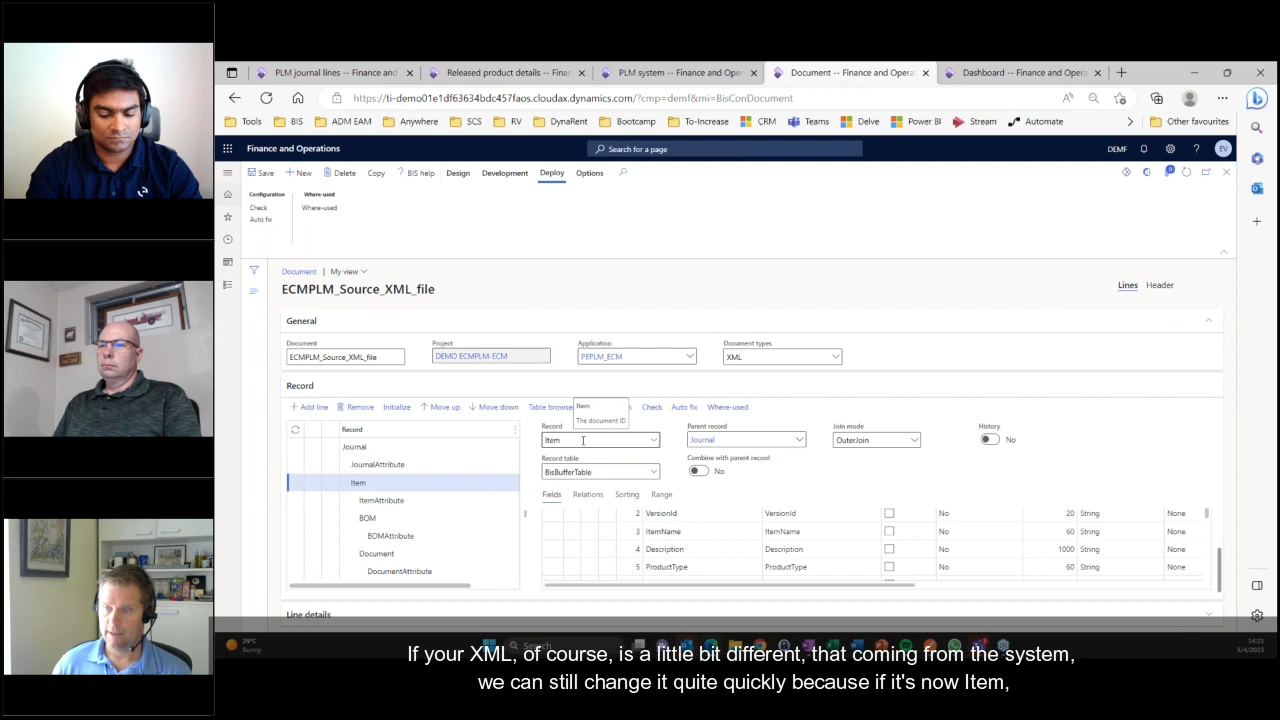 PLM journal lines -- Finance and
Released product details -- Finan
PLM system -- Finance and Oper
Document -- Finance and Operat
Dashboard -- Finance and Opera
https://ti-demo01e1df63634bdc457faos.cloudax.dynamics.com/?cmp=demf&mi=BisConDocument
Tools BIS ADM EAM Anywhere SCS RV DynaRent Bootcamp To-Increase CRM Teams Delve Power BI Stream Automate Other favourites
Finance and Operations Search for a page DEMF ? EV
Save + New Delete Copy ? BIS help Design Development Deploy Options
Configuration Where-used
Check Where-used
Auto fix
Document | My view
ECMPLM_Source_XML_file Lines Header
General
Document Project Application Document types
ECMPLM_Source_XML_file DEMO ECMPLM-ECM PEPLM_ECM XML
Record
+ Add line Remove Initialize Move up Move down Table browser Check Auto fix Where-used
Item
The document ID
Record
Journal
JournalAttribute
Item
ItemAttribute
BOM
BOMAttribute
Document
DocumentAttribute
Record Parent record Join mode History
Item Journal OuterJoin No
Record table Combine with parent record
BisBufferTable No
Fields Relations Sorting Range
2 VersionId VersionId No 20 String None
3 ItemName ItemName No 60 String None
4 Description Description No 1000 String None
5 ProductType ProductType No 60 String None
Line details
29°C
Sunny
Search
14:21
5/4/2023
If your XML, of course, is a little bit different, that coming from the system,
we can still change it quite quickly because if it's now Item,